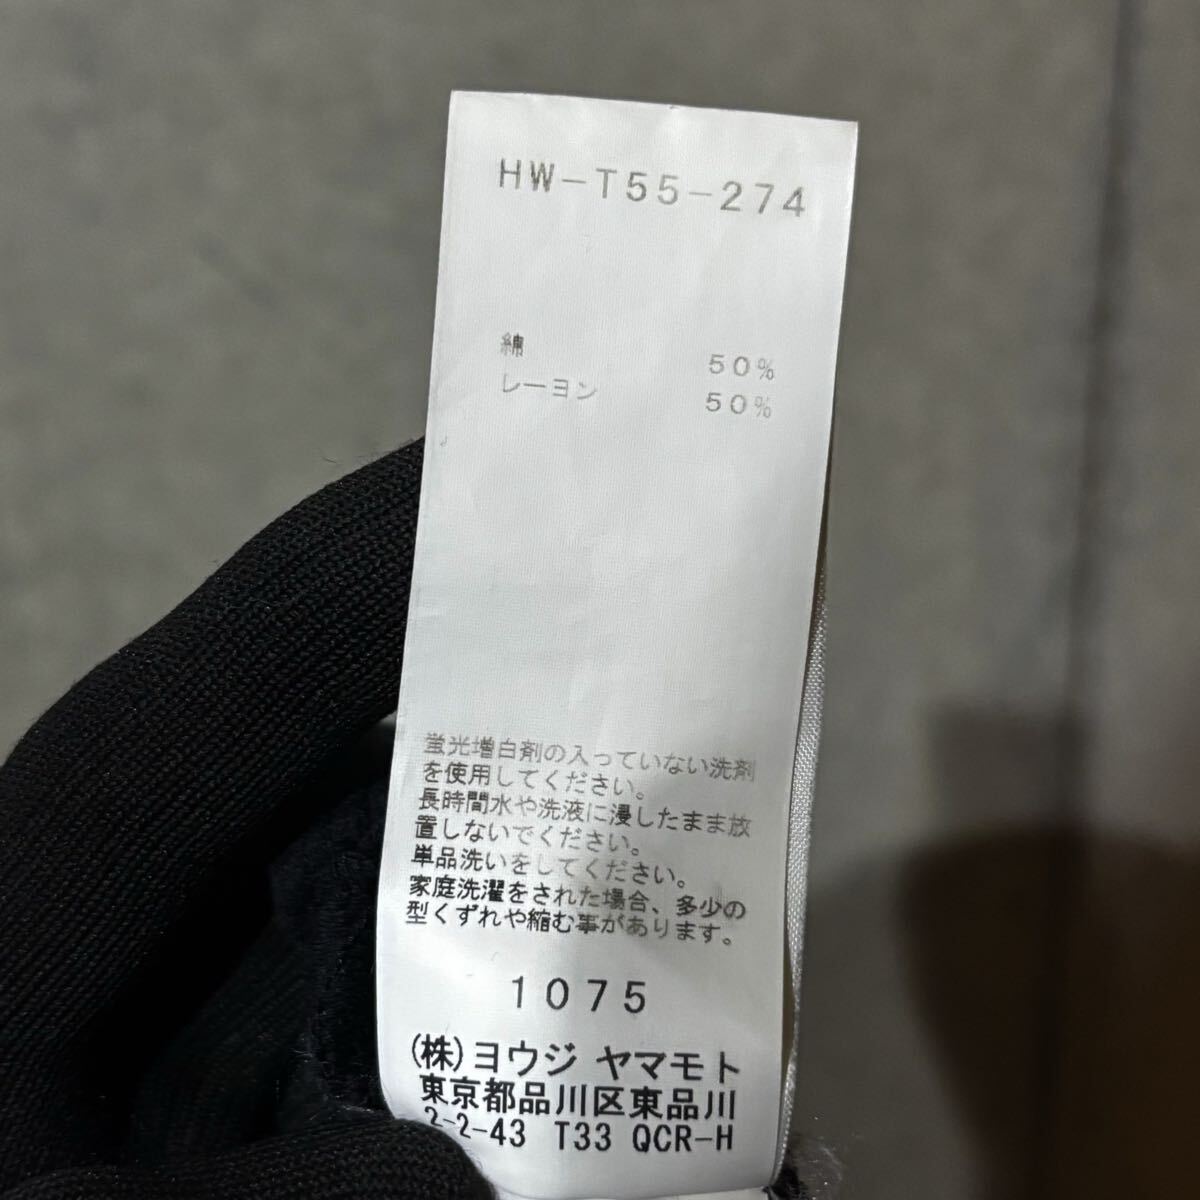 HW-T55-274
綿 50%
レーヨン 50%
蛍光増白剤の入っていない洗剤
を使用してください。
長時間水や洗液に浸したまま放
置しないでください。
単品洗いをしてください。
家庭洗濯をされた場合、多少の
型くずれや縮む事があります。
1075
(株)ヨウジ ヤマモト
東京都品川区東品川
2-2-43 T33 QCR-H